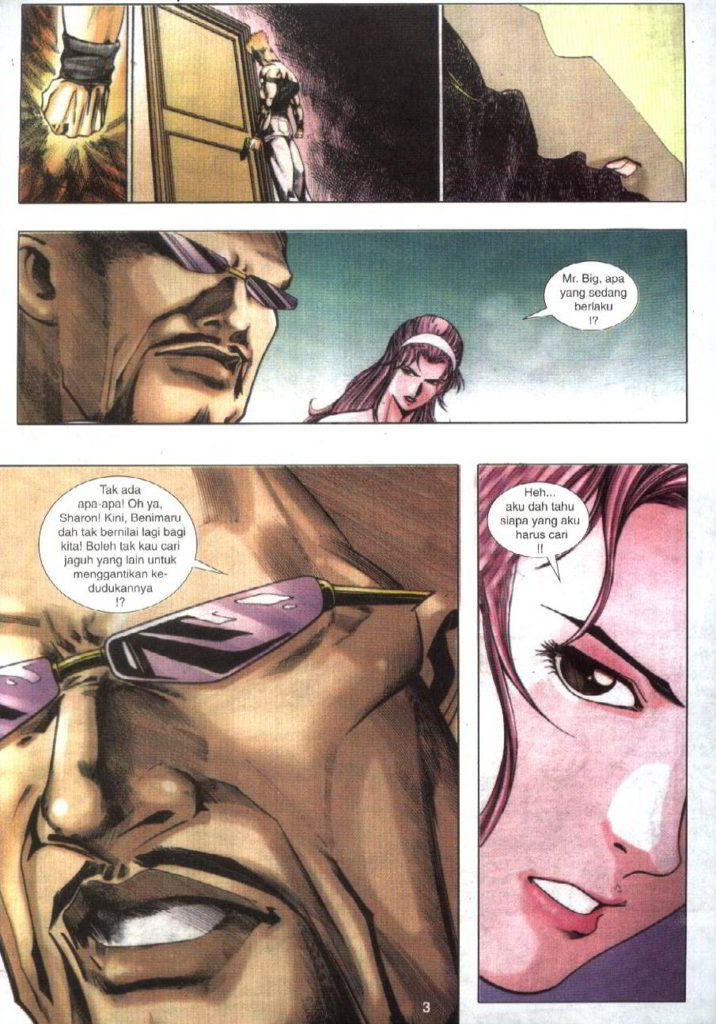 Mr. Big, apa
yang sedang
berlaku
!?
Tak ada
apa-apa! Oh ya,
Sharon! Kini, Benimaru
dah tak bernilai lagi bagi
kita! Boleh tak kau cari
jaguh yang lain untuk
menggantikan ke-
dudukannya
!?
Heh...
aku dah tahu
siapa yang aku
harus cari
!!
3